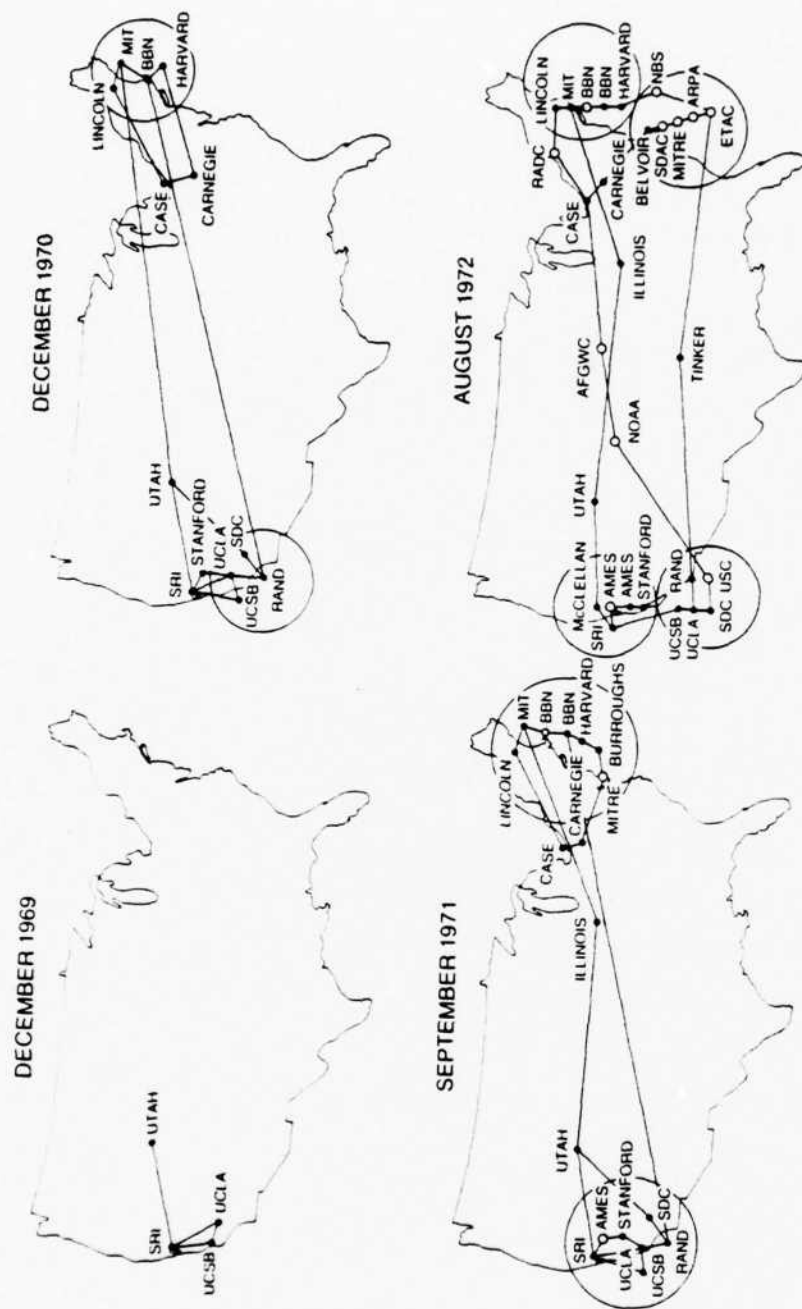 DECEMBER 1969
SRI
UTAH
UCSB
UCLA
DECEMBER 1970
SRI
UTAH
STANFORD
UCLA
SDC
UCSB
RAND
CASE
CARNEGIE
LINCOLN
MIT
BBN
HARVARD
SEPTEMBER 1971
SRI
UTAH
AMES
STANFORD
UCLA
SDC
UCSB
RAND
ILLINOIS
CASE
CARNEGIE
LINCOLN
MIT
BBN
BBN
HARVARD
BURROUGHS
MITRE
AUGUST 1972
McCLELLAN
SRI
UTAH
AMES
AMES
STANFORD
UCSB
UCLA
RAND
SDC
USC
NOAA
AFGWC
TINKER
ILLINOIS
CASE
CARNEGIE
RADC
LINCOLN
MIT
BBN
BBN
HARVARD
NBS
BELVOIR
SDAC
MITRE
ARPA
ETAC